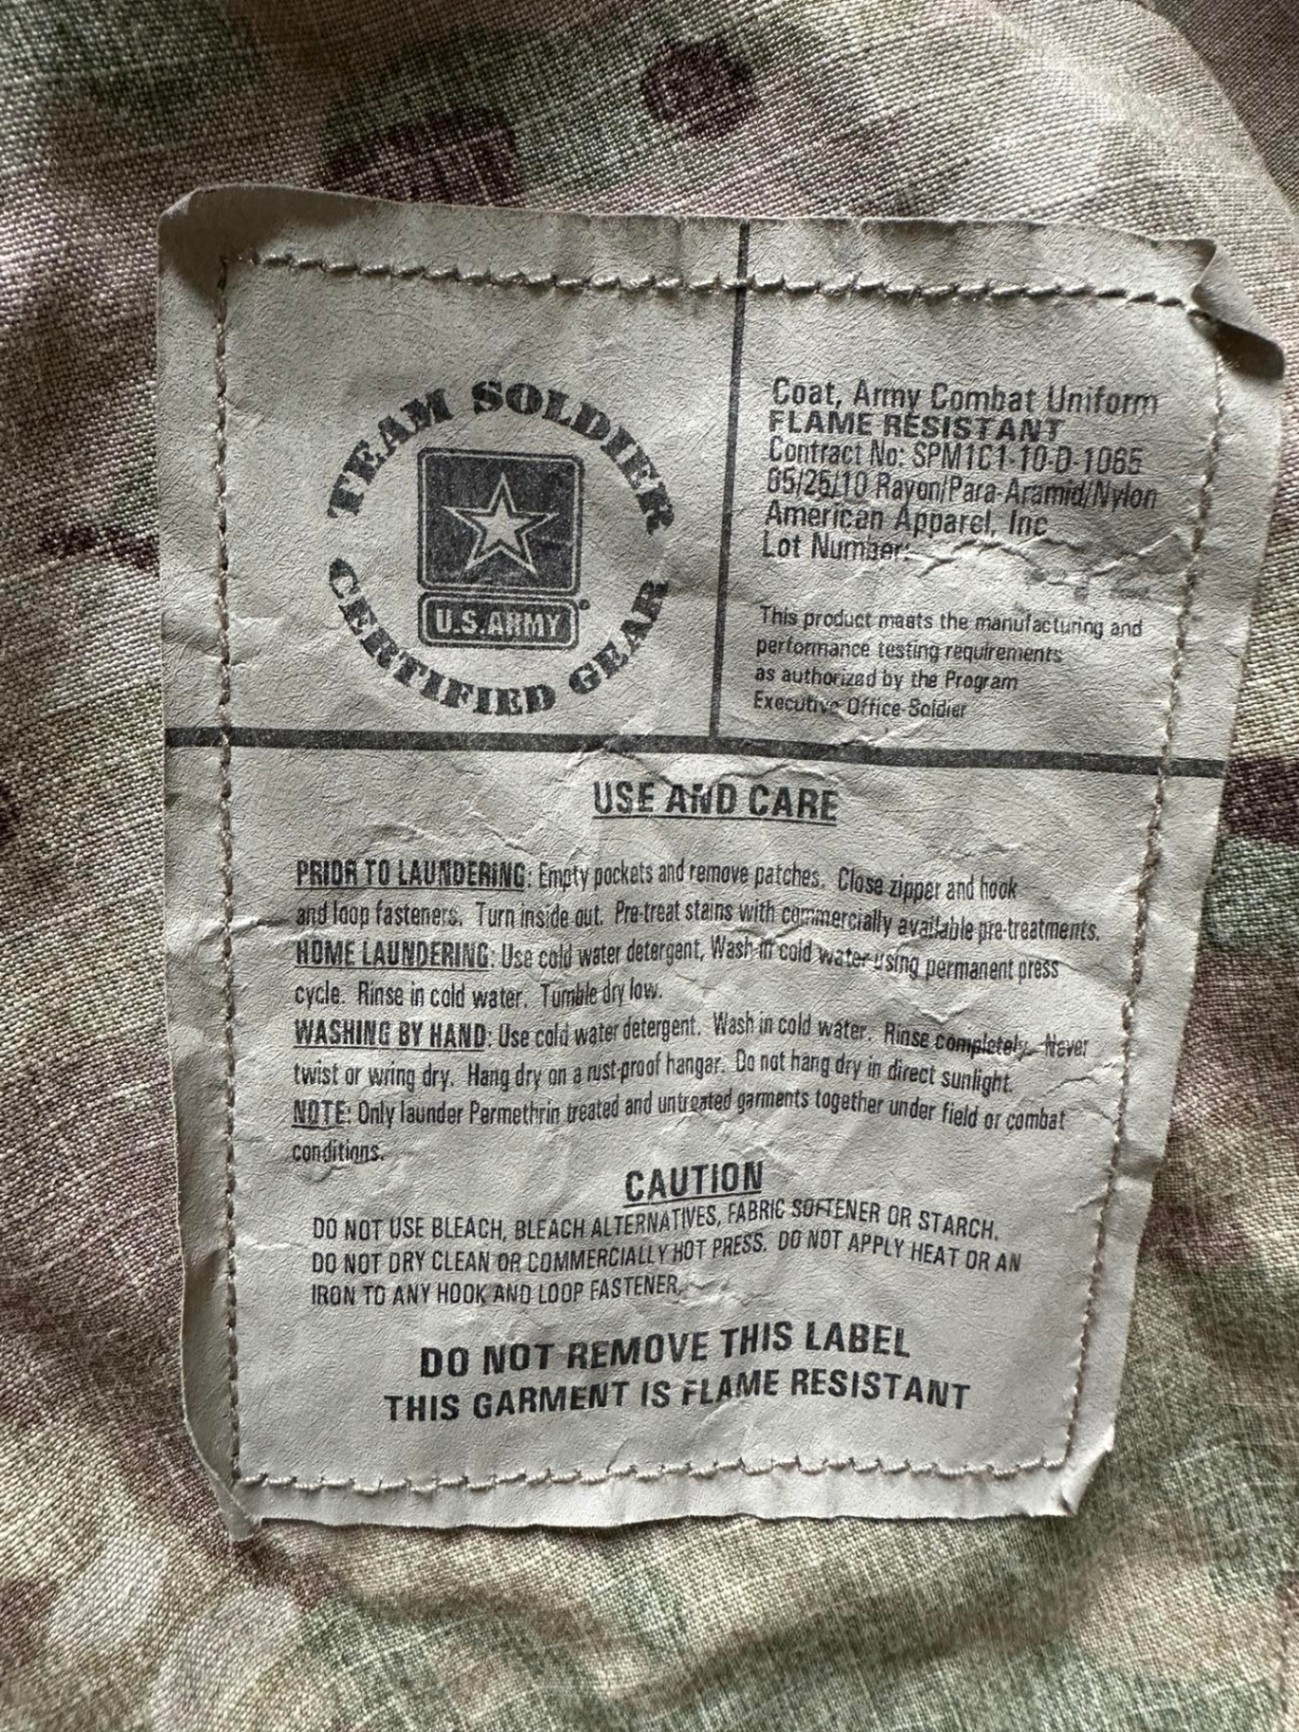 TEAM SOLDIER
U.S.ARMY®
CERTIFIED GEAR
Coat, Army Combat Uniform
FLAME RESISTANT
Contract No: SPM1C1-10-D-1065
65/25/10 Rayon/Para-Aramid/Nylon
American Apparel, Inc
Lot Number:
This product meets the manufacturing and
performance testing requirements
as authorized by the Program
Executive Office-Soldier
USE AND CARE
PRIOR TO LAUNDERING: Empty pockets and remove patches. Close zipper and hook
and loop fasteners. Turn inside out. Pre-treat stains with commercially available pre-treatments.
HOME LAUNDERING: Use cold water detergent, Wash in cold water using permanent press
cycle. Rinse in cold water. Tumble dry low.
WASHING BY HAND: Use cold water detergent. Wash in cold water. Rinse completely. Never
twist or wring dry. Hang dry on a rust-proof hangar. Do not hang dry in direct sunlight.
NOTE: Only launder Permethrin treated and untreated garments together under field or combat
conditions.
CAUTION
DO NOT USE BLEACH, BLEACH ALTERNATIVES, FABRIC SOFTENER OR STARCH.
DO NOT DRY CLEAN OR COMMERCIALLY HOT PRESS. DO NOT APPLY HEAT OR AN
IRON TO ANY HOOK AND LOOP FASTENER.
DO NOT REMOVE THIS LABEL
THIS GARMENT IS FLAME RESISTANT